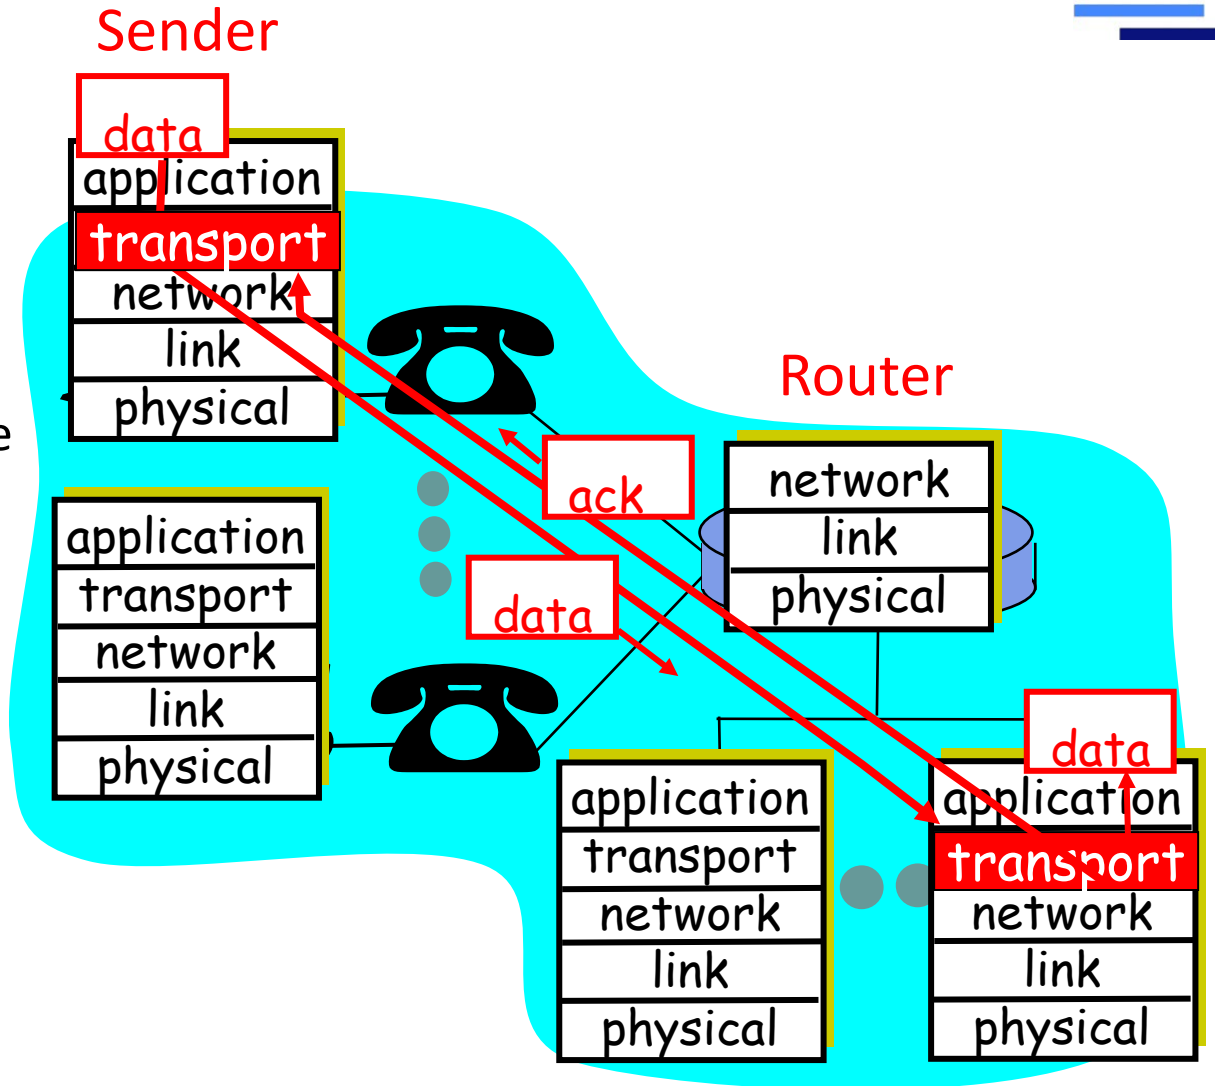 Sender
data
application
transport
network
link
physical
e
Router
ack
network
link
physical
data
application
transport
network
link
physical
application
transport
network
link
physical
data
application
transport
network
link
physical